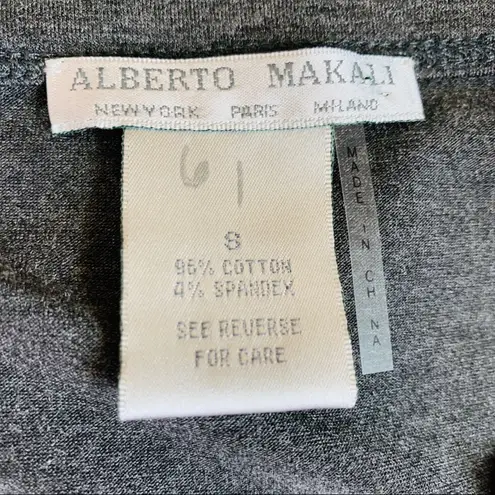 ALBERTO MAKALI
NEW YORK PARIS MILANO
61
S
96% COTTON
4% SPANDEX
SEE REVERSE
FOR CARE
MADE IN CHINA